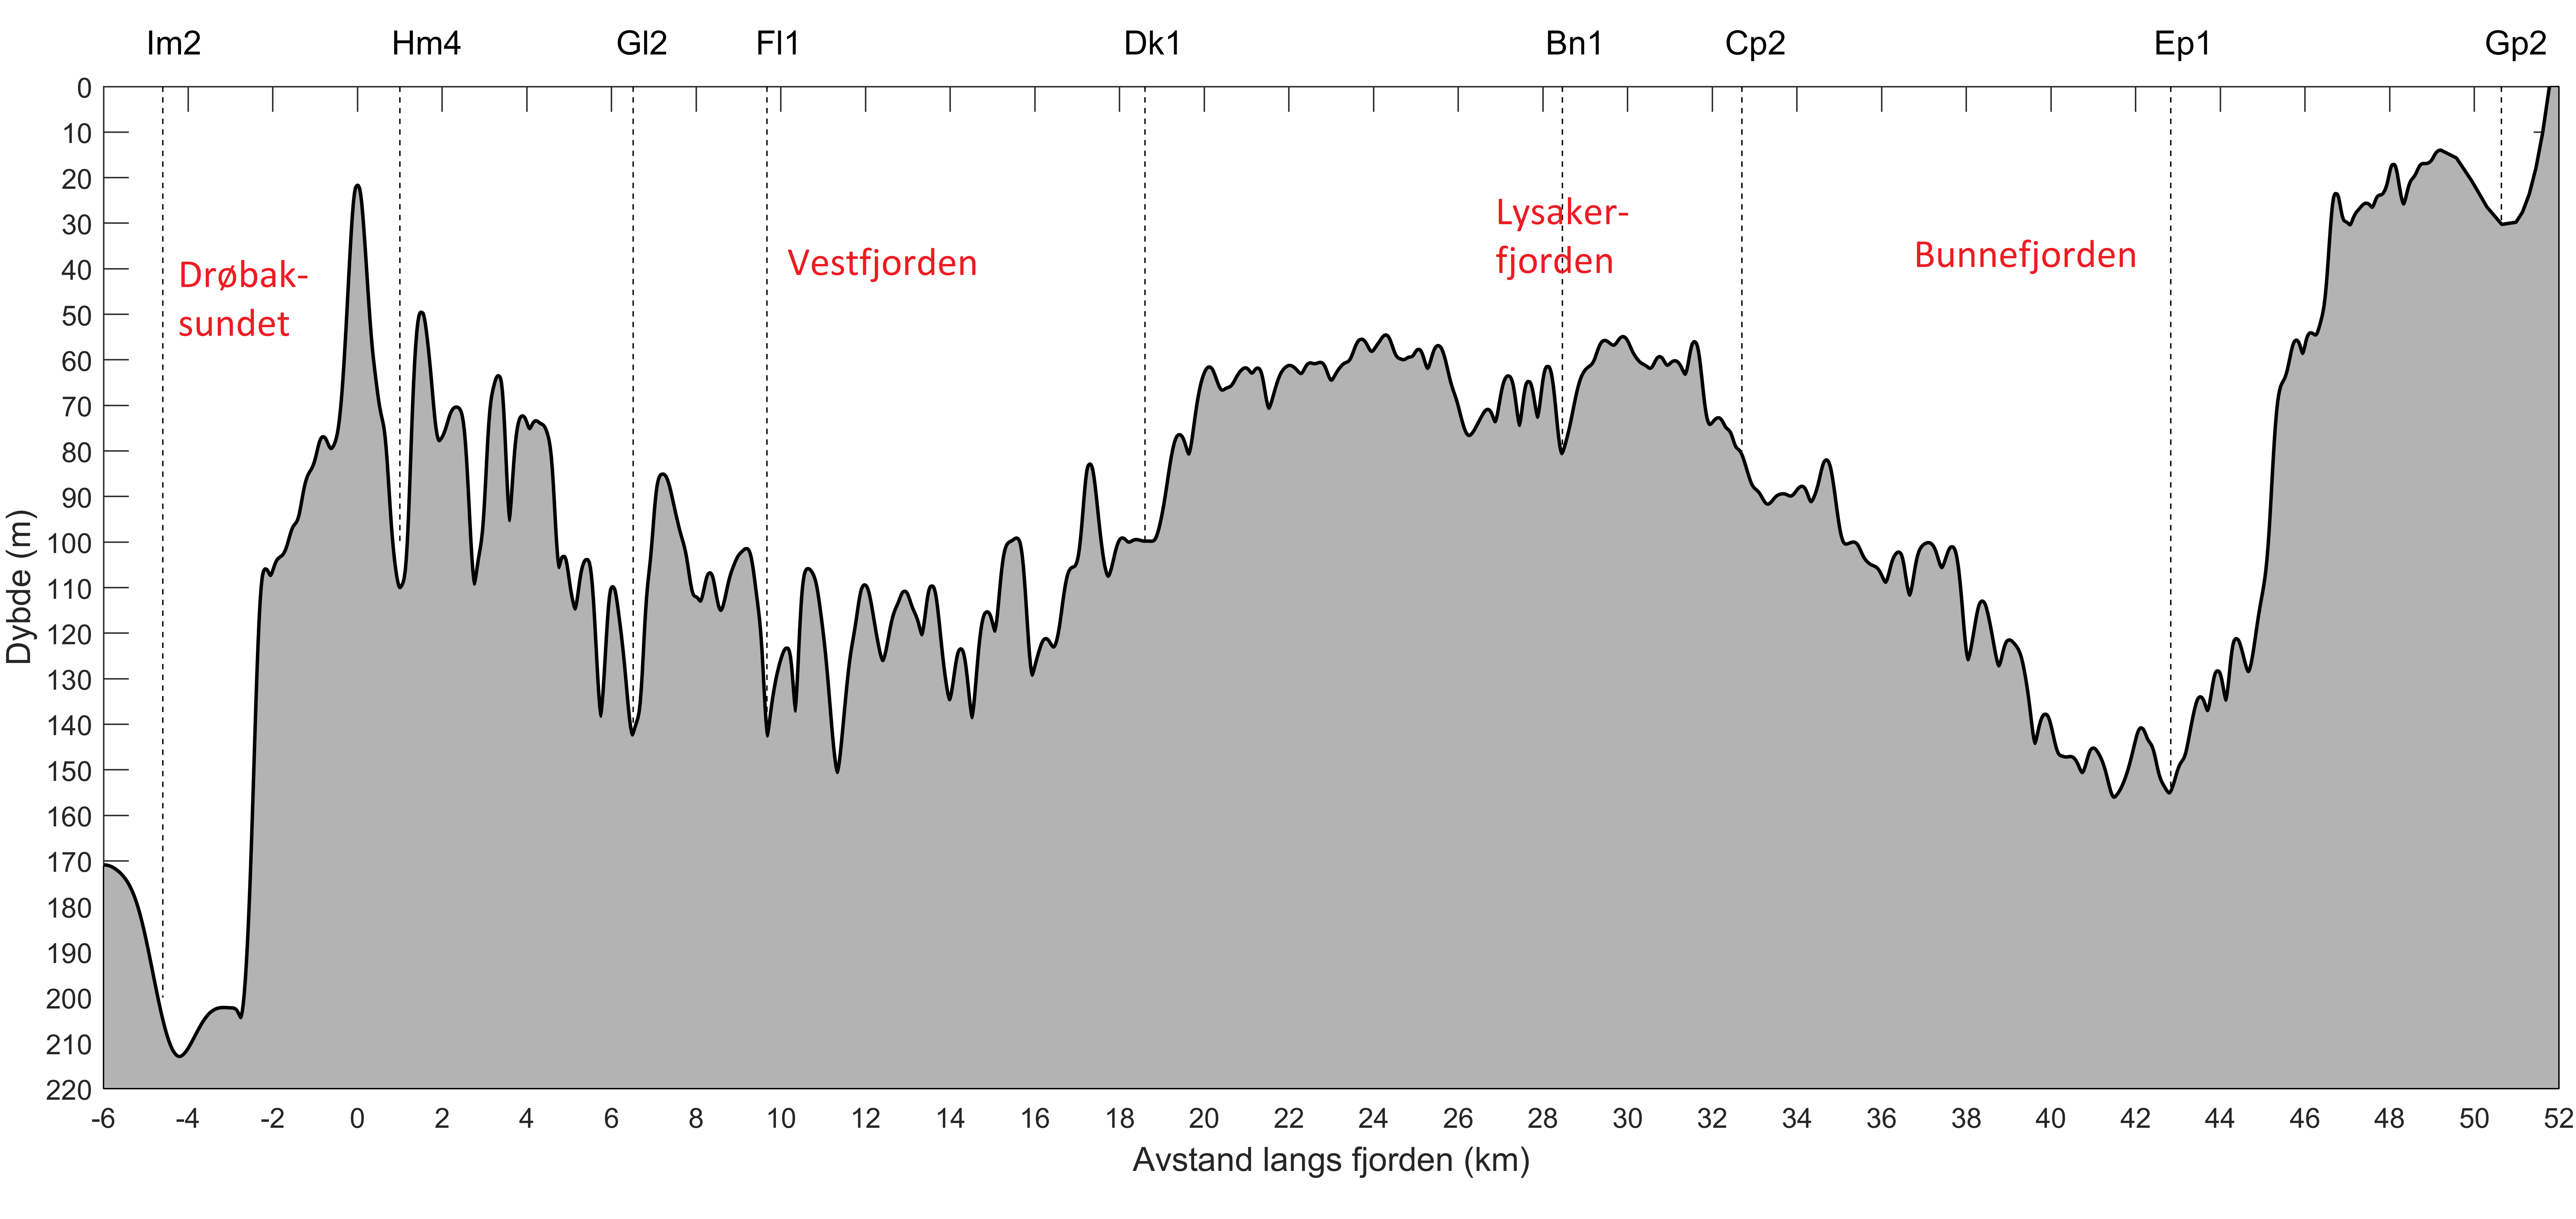 Im2 Hm4 Gl2 Fl1 Dk1 Bn1 Cp2 Ep1 Gp2
0
10
20
30
40
50
60
70
80
90
100
110
120
130
140
150
160
170
180
190
200
210
220
Dybde (m)
Drøbak-
sundet
Vestfjorden
Lysaker-
fjorden
Bunnefjorden
-6 -4 -2 0 2 4 6 8 10 12 14 16 18 20 22 24 26 28 30 32 34 36 38 40 42 44 46 48 50 52
Avstand langs fjorden (km)